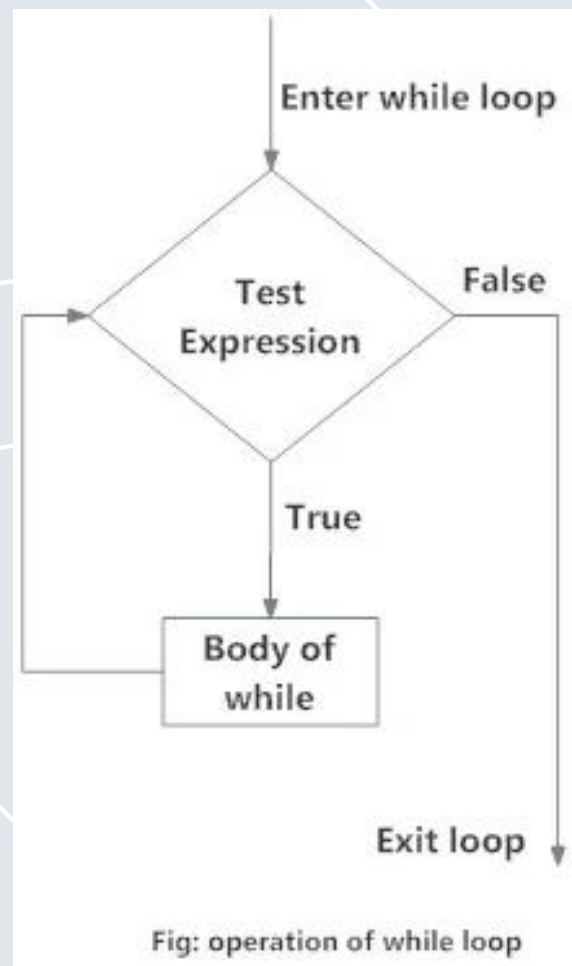 Enter while loop
Test
Expression
False
True
Body of
while
Exit loop
Fig: operation of while loop